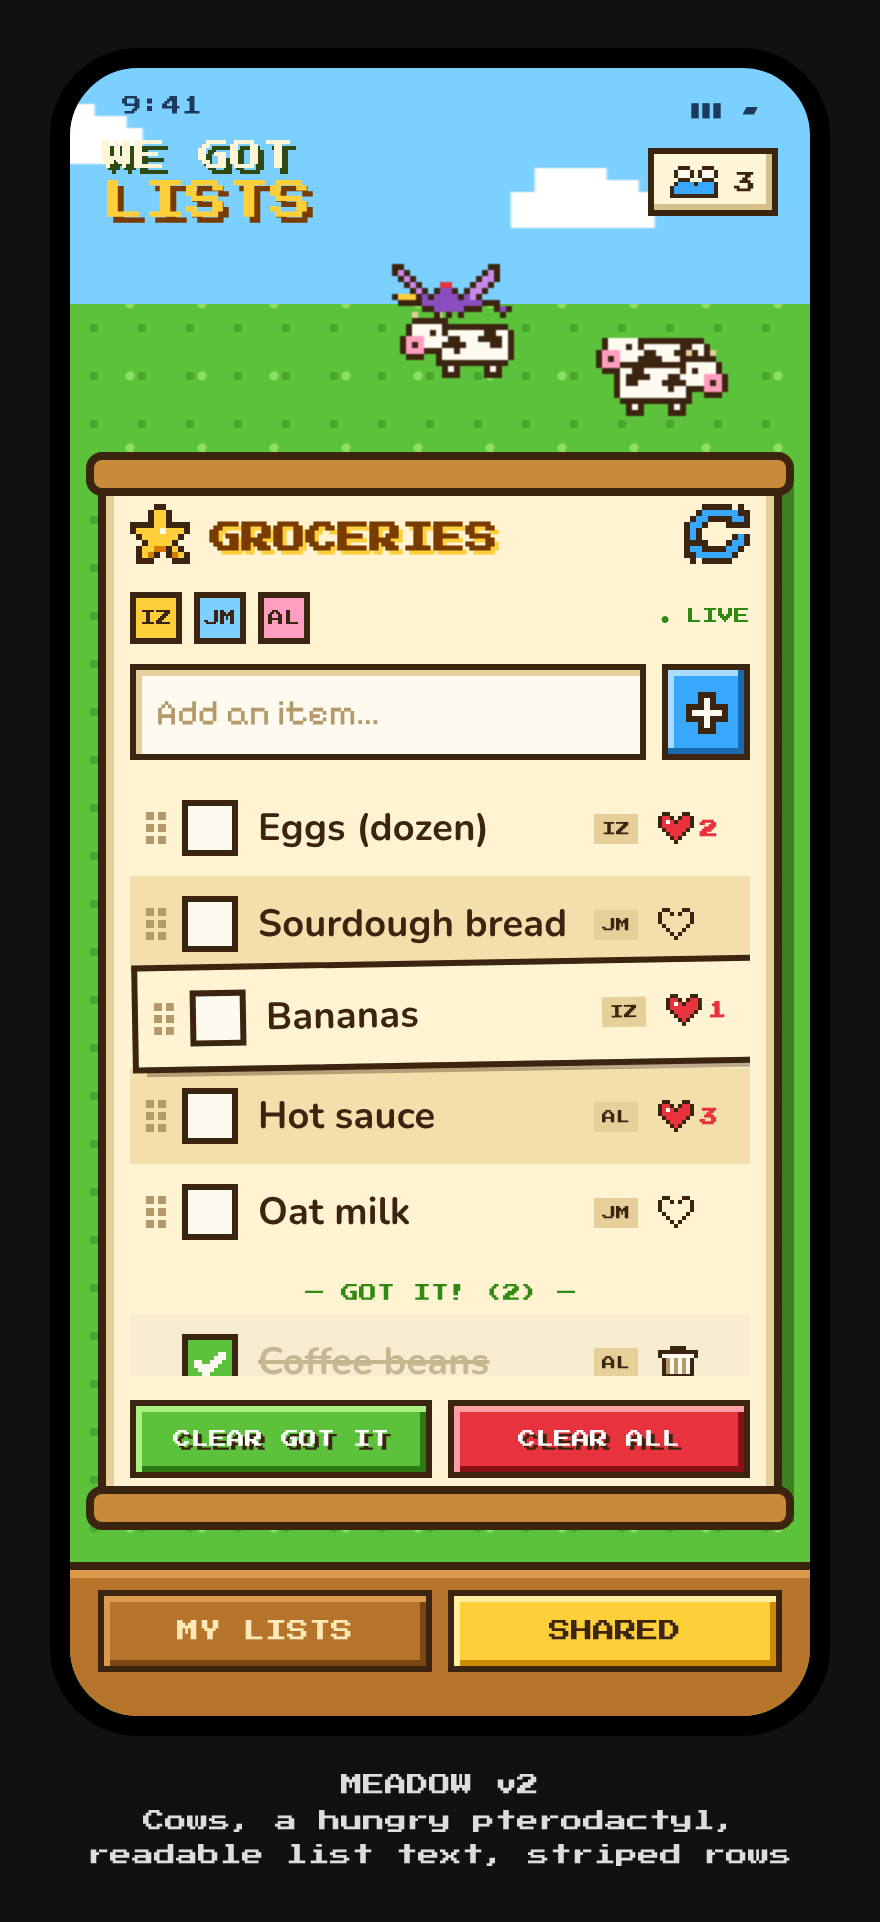 9:41
WE GOT
LISTS
3
GROCERIES
IZ JM AL
• LIVE
Add an item...
Eggs (dozen) IZ 2
Sourdough bread JM
Bananas IZ 1
Hot sauce AL 3
Oat milk JM
— GOT IT! (2) —
Coffee beans AL
CLEAR GOT IT CLEAR ALL
MY LISTS SHARED
MEADOW v2
Cows, a hungry pterodactyl,
readable list text, striped rows